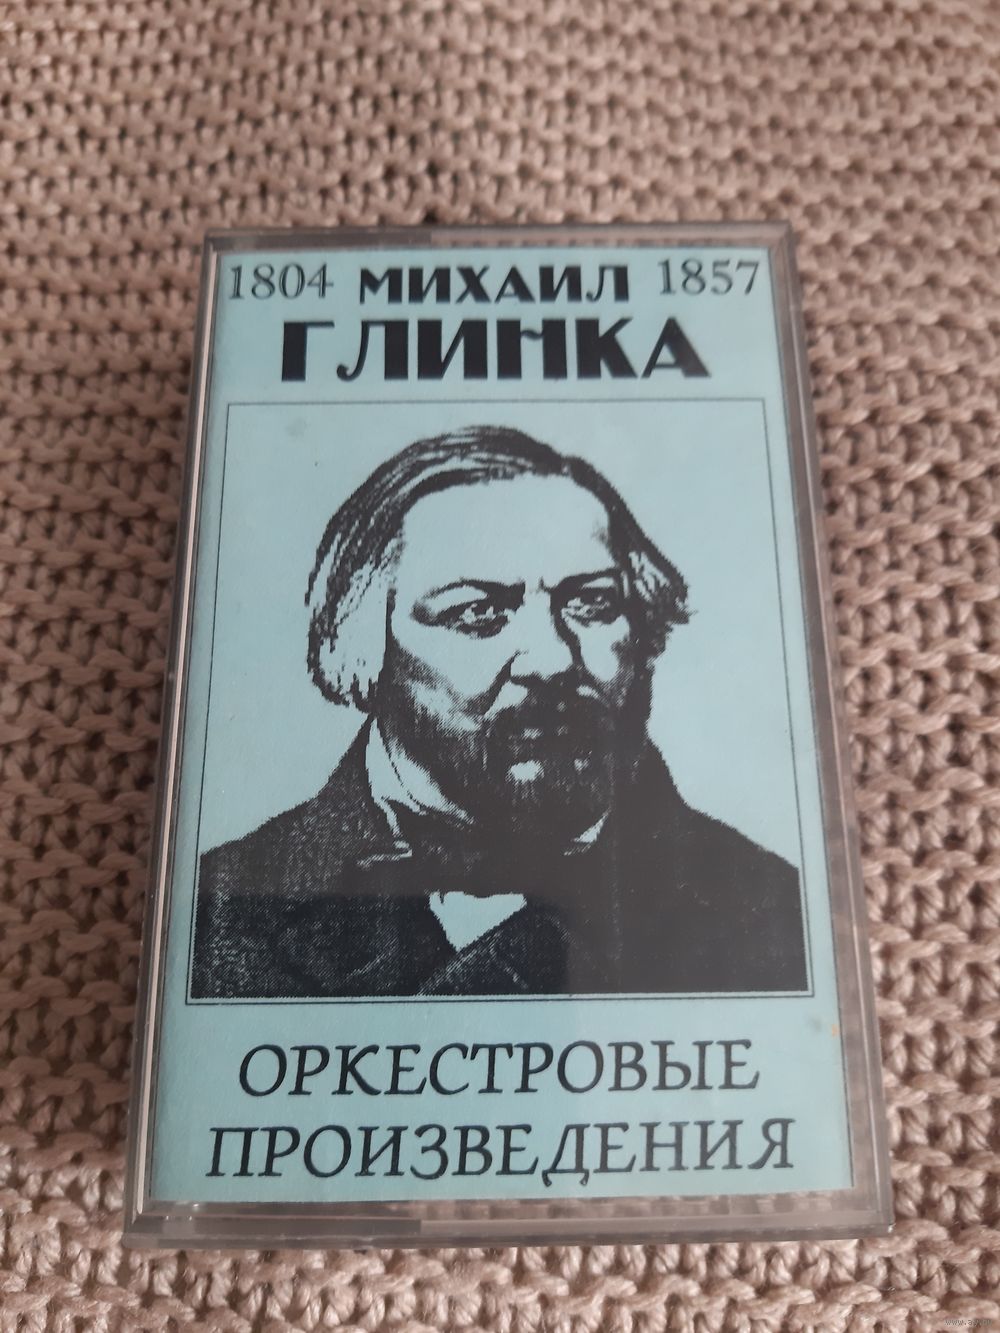 1804 МИХАИЛ 1857
ГЛИНКА
ОРКЕСТРОВЫЕ
ПРОИЗВЕДЕНИЯ